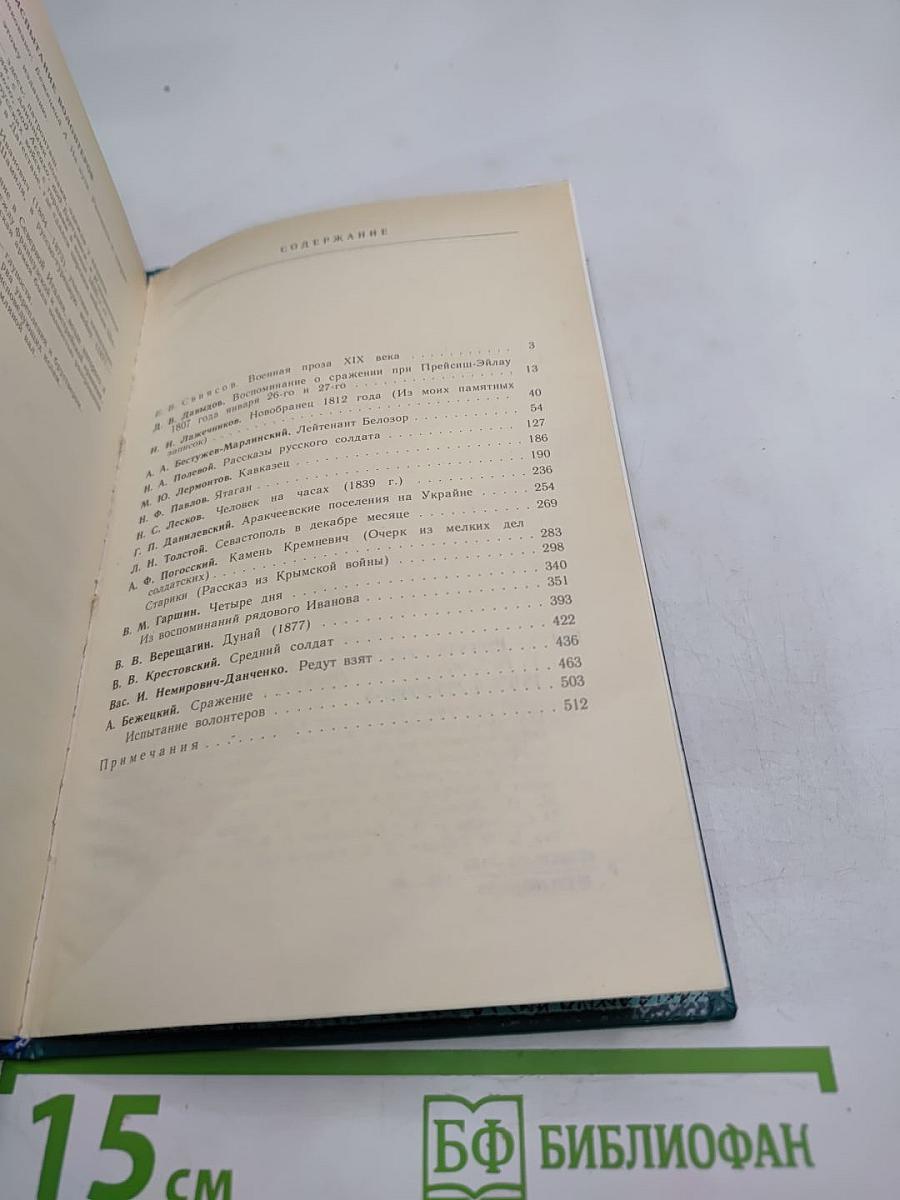 ИСПЫТАНИЕ ВОЛОНТЕРОВ
СОДЕРЖАНИЕ
Е. В. Свиясов. Военная проза XIX века . . . . . . . . . . . 3
Д. В. Давыдов. Воспоминание о сражении при Прейсиш-Эйлау
1807 года января 26-го и 27-го . . . . . . . . . . . . . . . 13
И. И. Лажечников. Новобранец 1812 года (Из моих памятных
записок) . . . . . . . . . . . . . . . . . . . . . . . . 40
А. А. Бестужев-Марлинский. Лейтенант Белозор . . . . . . . . 54
Н. А. Полевой. Рассказы русского солдата . . . . . . . . . . 127
М. Ю. Лермонтов. Кавказец . . . . . . . . . . . . . . . . 186
Н. Ф. Павлов. Ятаган . . . . . . . . . . . . . . . . . . 190
Н. С. Лесков. Человек на часах (1839 г.) . . . . . . . . . . 236
Г. П. Данилевский. Аракчеевские поселения на Украйне . . . . . 254
Л. Н. Толстой. Севастополь в декабре месяце . . . . . . . . . 269
А. Ф. Погосский. Камень Кремневич (Очерк из мелких дел
солдатских) . . . . . . . . . . . . . . . . . . . . . . . 283
Старики (Рассказ из Крымской войны) . . . . . . . . . . . . 298
В. М. Гаршин. Четыре дня . . . . . . . . . . . . . . . . . 340
Из воспоминаний рядового Иванова . . . . . . . . . . . . . 351
В. В. Верещагин. Дунай (1877) . . . . . . . . . . . . . . . 393
В. В. Крестовский. Средний солдат . . . . . . . . . . . . . 422
Вас. И. Немирович-Данченко. Редут взят . . . . . . . . . . . 436
А. Бежецкий. Сражение . . . . . . . . . . . . . . . . . . 463
Испытание волонтеров . . . . . . . . . . . . . . . . . . 503
Примечания . . . . . . . . . . . . . . . . . . . . . . . 512
15 см
БФ БИБЛИОФАН